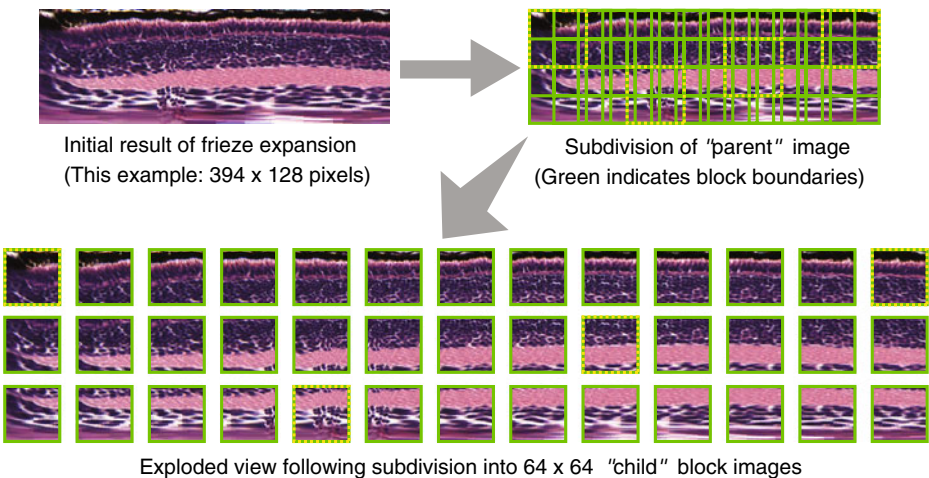 Initial result of frieze expansion
(This example: 394 x 128 pixels)
Subdivision of "parent" image
(Green indicates block boundaries)
Exploded view following subdivision into 64 x 64 "child" block images